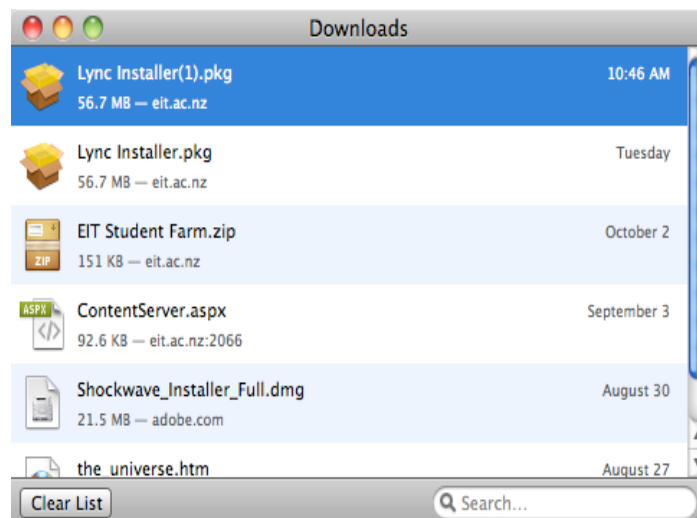 Downloads
Lync Installer(1).pkg 10:46 AM
56.7 MB — eit.ac.nz
Lync Installer.pkg Tuesday
56.7 MB — eit.ac.nz
EIT Student Farm.zip October 2
151 KB — eit.ac.nz
ZIP
ContentServer.aspx September 3
92.6 KB — eit.ac.nz:2066
ASPX
Shockwave_Installer_Full.dmg August 30
21.5 MB — adobe.com
the_universe.htm August 27
Clear List Search...